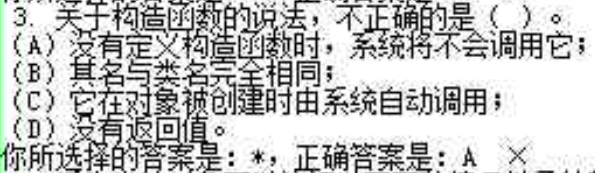 3. 关于构造函数的说法，不正确的是（ ）。
（A）没有定义构造函数时，系统将不会调用它；
（B）其名与类名完全相同；
（C）它在对象被创建时由系统自动调用；
（D）没有返回值。
你所选择的答案是：*，正确答案是：A ×